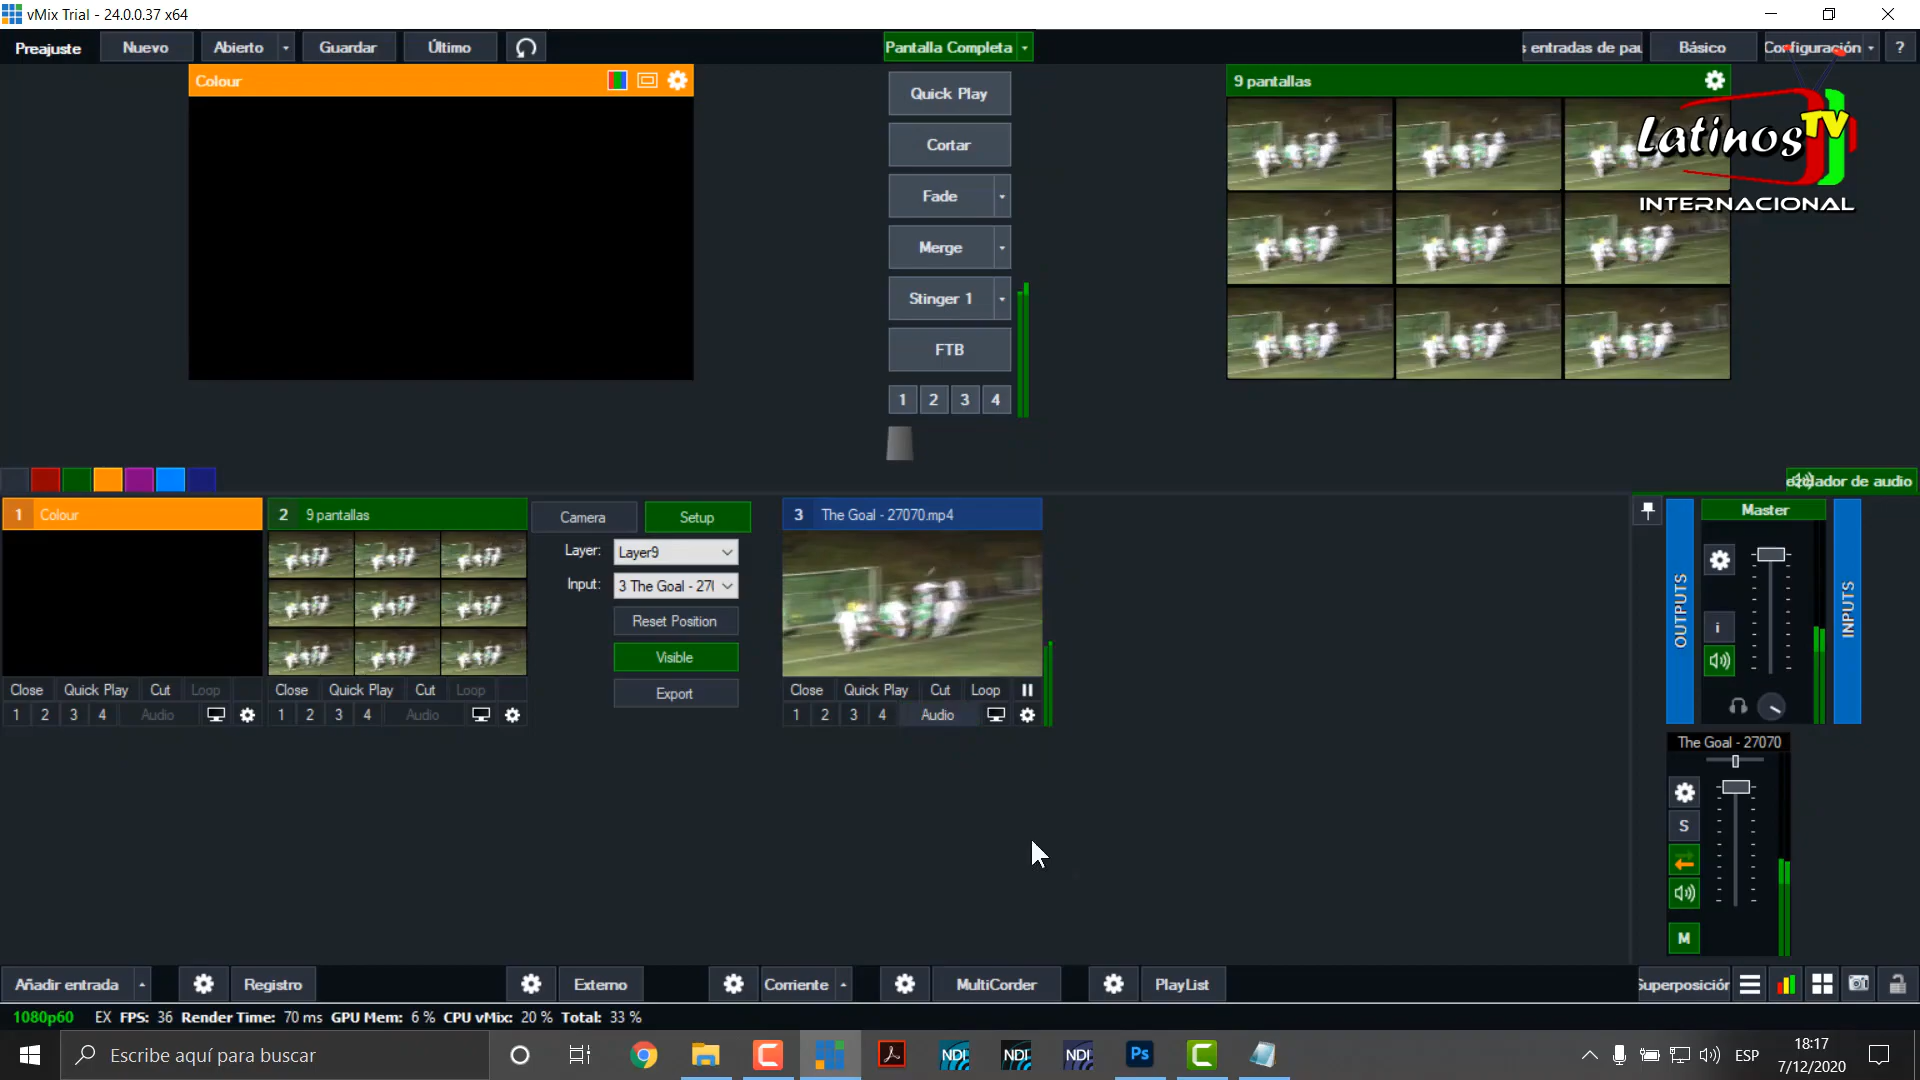 vMix Trial - 24.0.0.37 x64
Preajuste
Nuevo
Abierto
Guardar
Último
Pantalla Completa
s entradas de pau
Básico
Configuración
?
Colour
Quick Play
Cortar
Fade
Merge
Stinger 1
FTB
1 2 3 4
9 pantallas
Latinos TV
INTERNACIONAL
1 Colour
Close Quick Play Cut Loop
1 2 3 4 Audio
2 9 pantallas
Close Quick Play Cut Loop
1 2 3 4 Audio
Camera
Setup
Layer: Layer9
Input: 3 The Goal - 27
Reset Position
Visible
Export
3 The Goal - 27070.mp4
Close Quick Play Cut Loop
1 2 3 4 Audio
ador de audio
OUTPUTS
Master
i
INPUTS
The Goal - 27070
S
M
Añadir entrada
Registro
Externo
Corriente
MultiCorder
PlayList
Superposición
1080p60 EX FPS: 36 Render Time: 70 ms GPU Mem: 6 % CPU vMix: 20 % Total: 33 %
Escribe aquí para buscar
NDI
NDI
NDI
Ps
ESP
18:17
7/12/2020